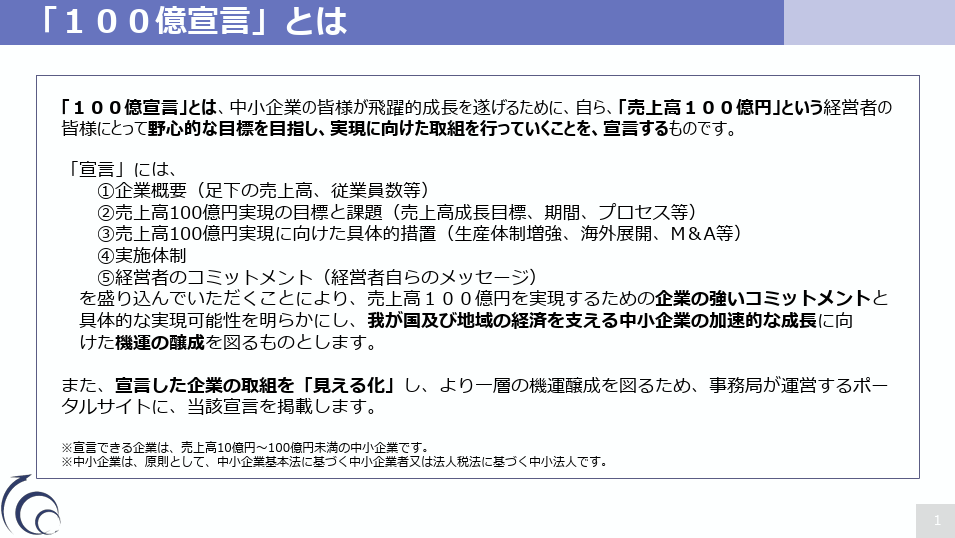 「１００億宣言」とは
「１００億宣言」とは、中小企業の皆様が飛躍的成長を遂げるために、自ら、「売上高１００億円」という経営者の
皆様にとって野心的な目標を目指し、実現に向けた取組を行っていくことを、宣言するものです。
「宣言」には、
①企業概要（足下の売上高、従業員数等）
②売上高100億円実現の目標と課題（売上高成長目標、期間、プロセス等）
③売上高100億円実現に向けた具体的措置（生産体制増強、海外展開、M＆A等）
④実施体制
⑤経営者のコミットメント（経営者自らのメッセージ）
を盛り込んでいただくことにより、売上高１００億円を実現するための企業の強いコミットメントと
具体的な実現可能性を明らかにし、我が国及び地域の経済を支える中小企業の加速的な成長に向
けた機運の醸成を図るものとします。
また、宣言した企業の取組を「見える化」し、より一層の機運醸成を図るため、事務局が運営するポー
タルサイトに、当該宣言を掲載します。
※宣言できる企業は、売上高10億円～100億円未満の中小企業です。
※中小企業は、原則として、中小企業基本法に基づく中小企業者又は法人税法に基づく中小法人です。
1